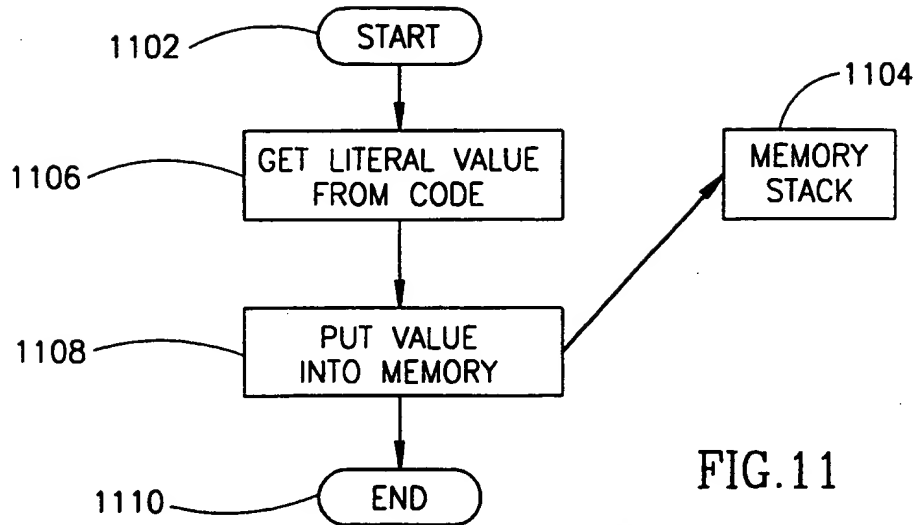 1102
START
1104
1106
GET LITERAL VALUE
FROM CODE
MEMORY
STACK
1108
PUT VALUE
INTO MEMORY
1110
END
FIG.11